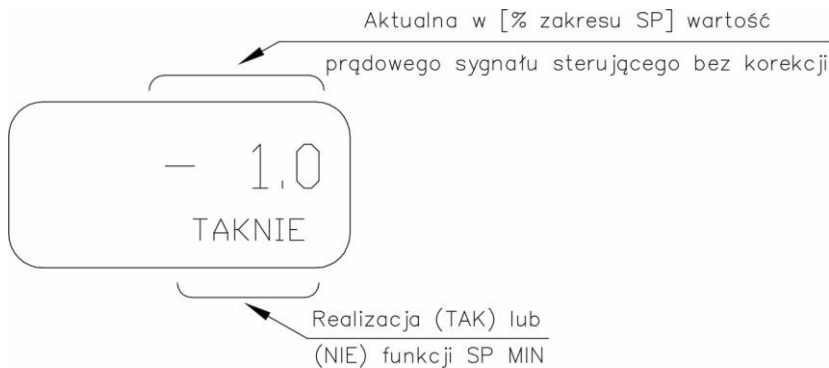 Aktualna w [% zakresu SP] wartość
prądowego sygnału sterującego bez korekcji
- 1.0
TAKNIE
Realizacja (TAK) lub
(NIE) funkcji SP MIN